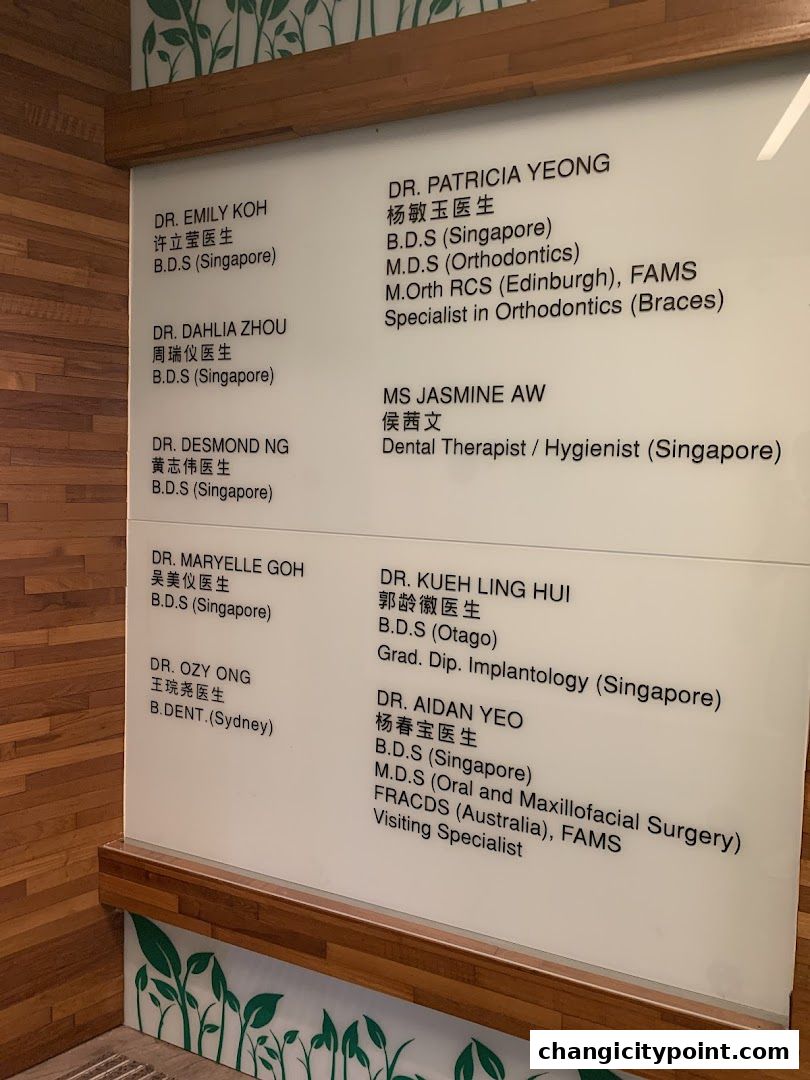 DR. EMILY KOH
许立莹医生
B.D.S (Singapore)
DR. DAHLIA ZHOU
周瑞仪医生
B.D.S (Singapore)
DR. DESMOND NG
黄志伟医生
B.D.S (Singapore)
DR. MARYELLE GOH
吴美仪医生
B.D.S (Singapore)
DR. OZY ONG
王琓尧医生
B.DENT.(Sydney)
DR. PATRICIA YEONG
杨敏玉医生
B.D.S (Singapore)
M.D.S (Orthodontics)
M.Orth RCS (Edinburgh), FAMS
Specialist in Orthodontics (Braces)
MS JASMINE AW
侯茜文
Dental Therapist / Hygienist (Singapore)
DR. KUEH LING HUI
郭龄徽医生
B.D.S (Otago)
Grad. Dip. Implantology (Singapore)
DR. AIDAN YEO
杨春宝医生
B.D.S (Singapore)
M.D.S (Oral and Maxillofacial Surgery)
FRACDS (Australia), FAMS
Visiting Specialist
changicitypoint.com